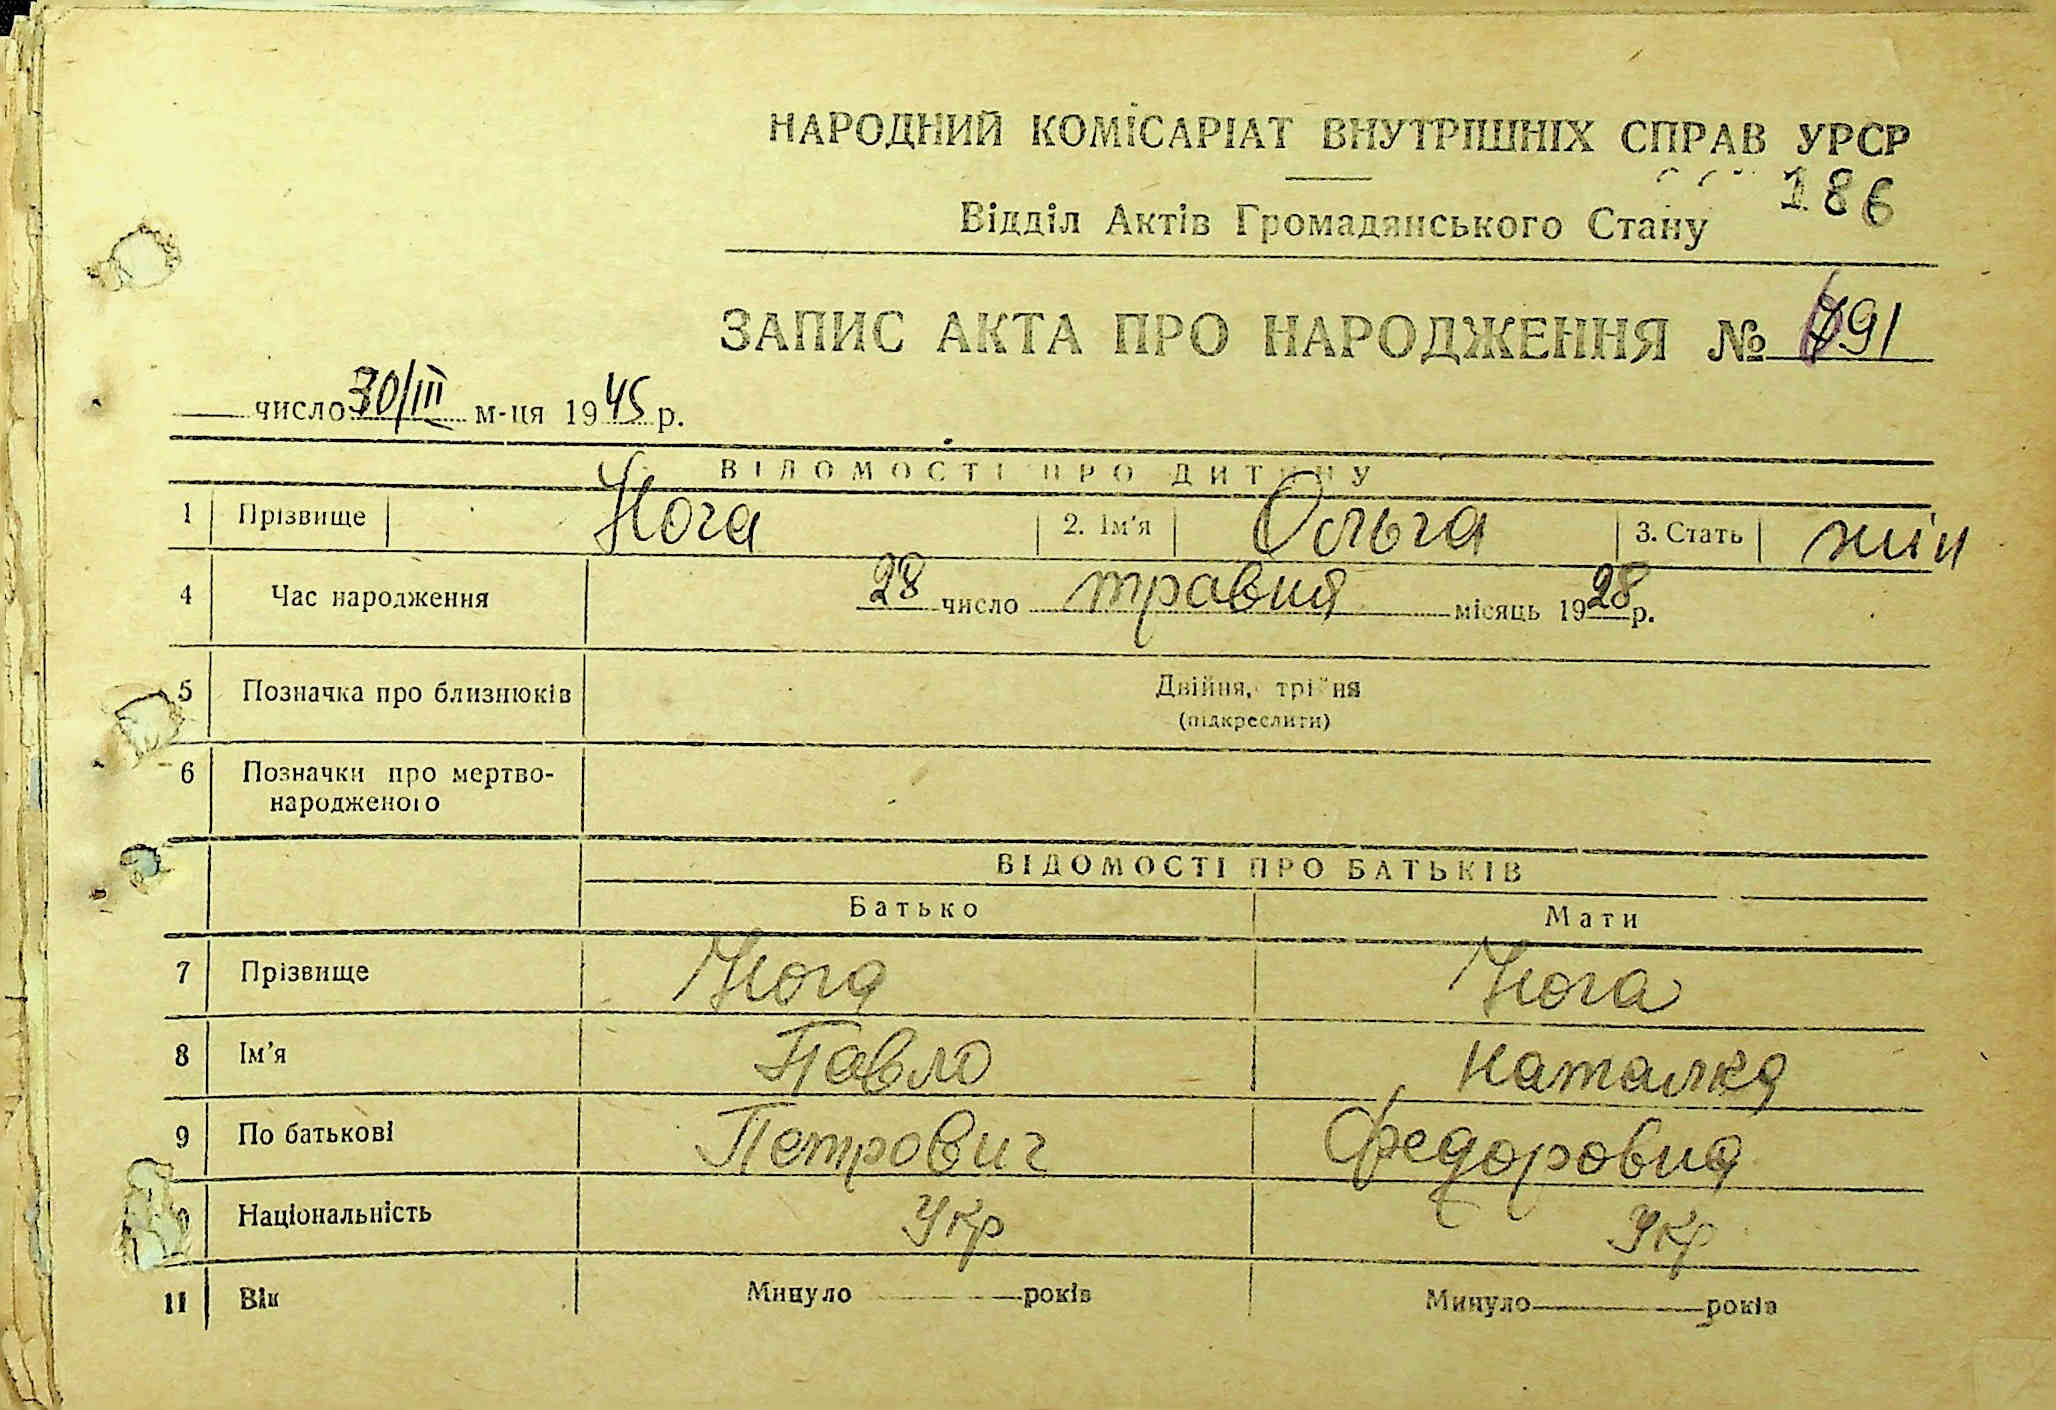 НАРОДНИЙ КОМІСАРІАТ ВНУТРІШНІХ СПРАВ УРСР
186
Відділ Актів Громадянського Стану
ЗАПИС АКТА ПРО НАРОДЖЕННЯ № 791
число 30/III м-ця 1945 р.
ВІДОМОСТІ ПРО ДИТИНУ
1 Прізвище Нога 2. Ім'я Ольга 3. Стать жін
4 Час народження 28 число травня місяць 1928 р.
5 Позначка про близнюків Двійня, трійня
(підкреслити)
6 Позначки про мертво-
народженого
ВІДОМОСТІ ПРО БАТЬКІВ
Батько Мати
7 Прізвище Нога Нога
8 Ім'я Павло Наталка
9 По батькові Петрович Федоровна
Національність Укр Укр
11 Вік Минуло років Минуло років